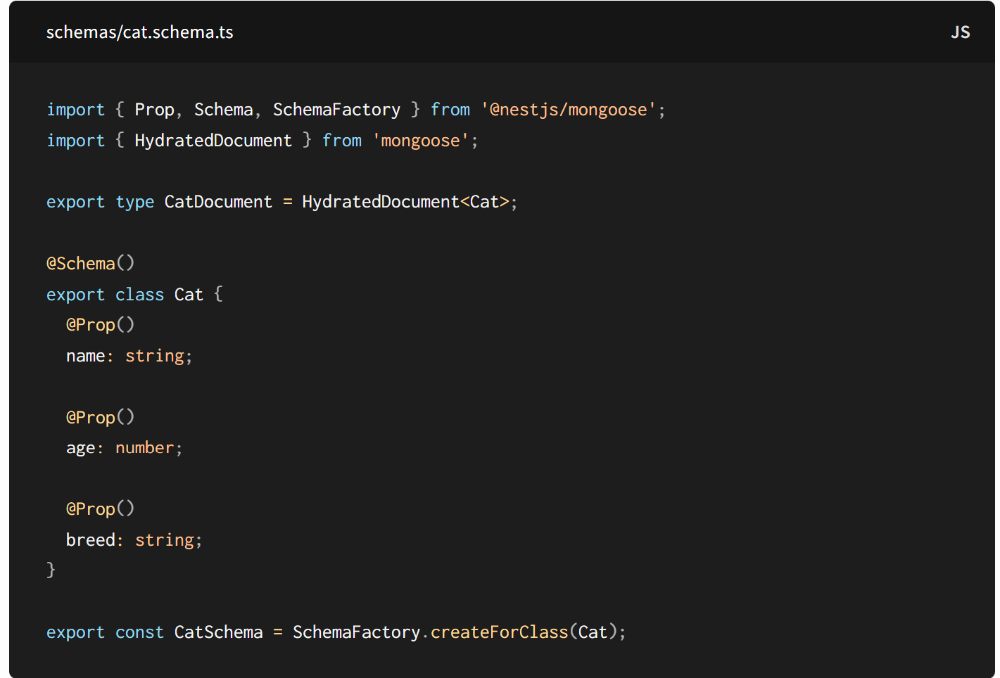 schemas/cat.schema.ts
JS
import { Prop, Schema, SchemaFactory } from '@nestjs/mongoose';
import { HydratedDocument } from 'mongoose';
export type CatDocument = HydratedDocument<Cat>;
@Schema()
export class Cat {
  @Prop()
  name: string;
  @Prop()
  age: number;
  @Prop()
  breed: string;
}
export const CatSchema = SchemaFactory.createForClass(Cat);